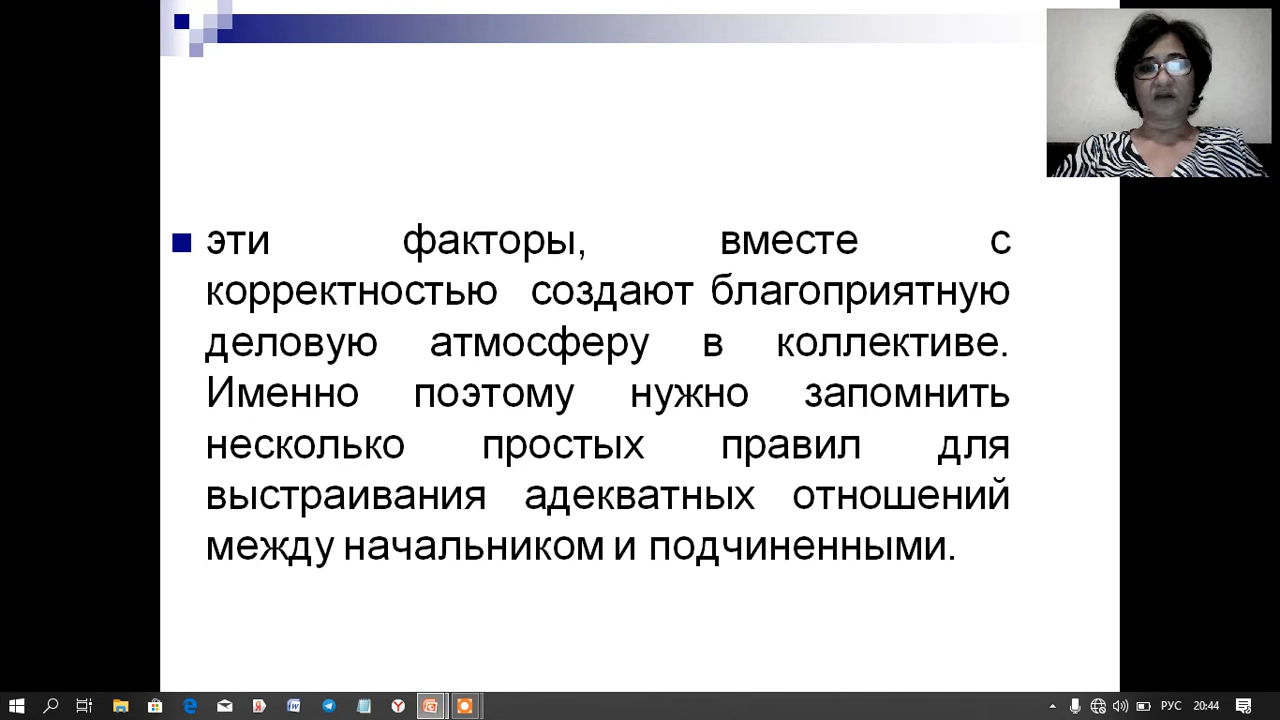 эти факторы, вместе с
корректностью создают благоприятную
деловую атмосферу в коллективе.
Именно поэтому нужно запомнить
несколько простых правил для
выстраивания адекватных отношений
между начальником и подчиненными.
РУС 20:44